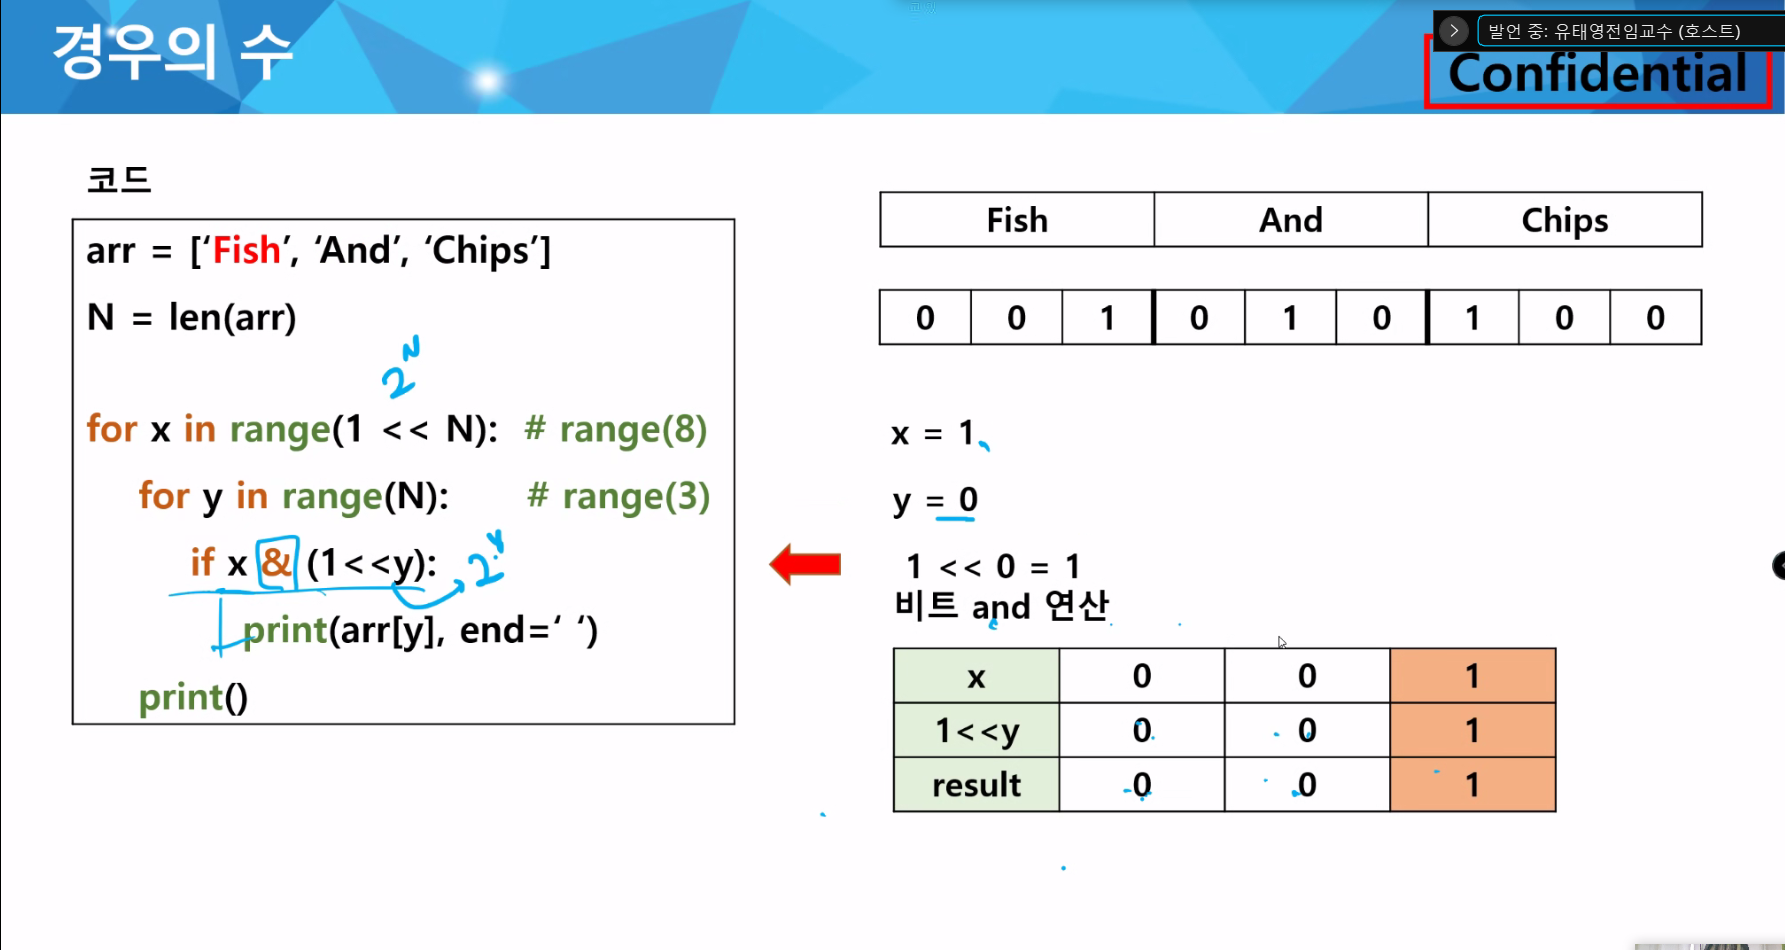 경우의 수
발언 중: 유태영전임교수 (호스트)
Confidential
코드
arr = [‘Fish’, ‘And’, ‘Chips’]
N = len(arr)
2^N
for x in range(1 << N): # range(8)
for y in range(N): # range(3)
if x & (1<<y): 2^y
print(arr[y], end=‘ ‘)
print()
Fish And Chips
0 0 1 0 1 0 1 0 0
x = 1
y = 0
1 << 0 = 1
비트 and 연산
x 0 0 1
1<<y 0 0 1
result 0 0 1